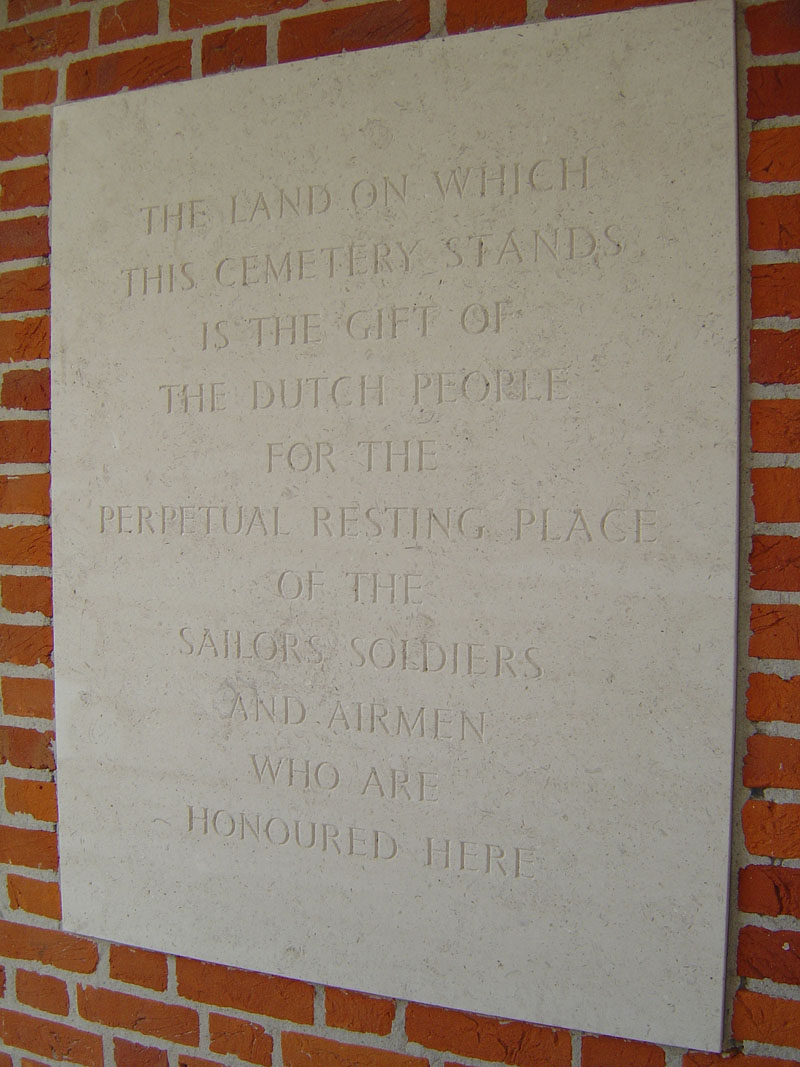 THE LAND ON WHICH
THIS CEMETERY STANDS
IS THE GIFT OF
THE DUTCH PEOPLE
FOR THE
PERPETUAL RESTING PLACE
OF THE
SAILORS SOLDIERS
AND AIRMEN
WHO ARE
HONOURED HERE